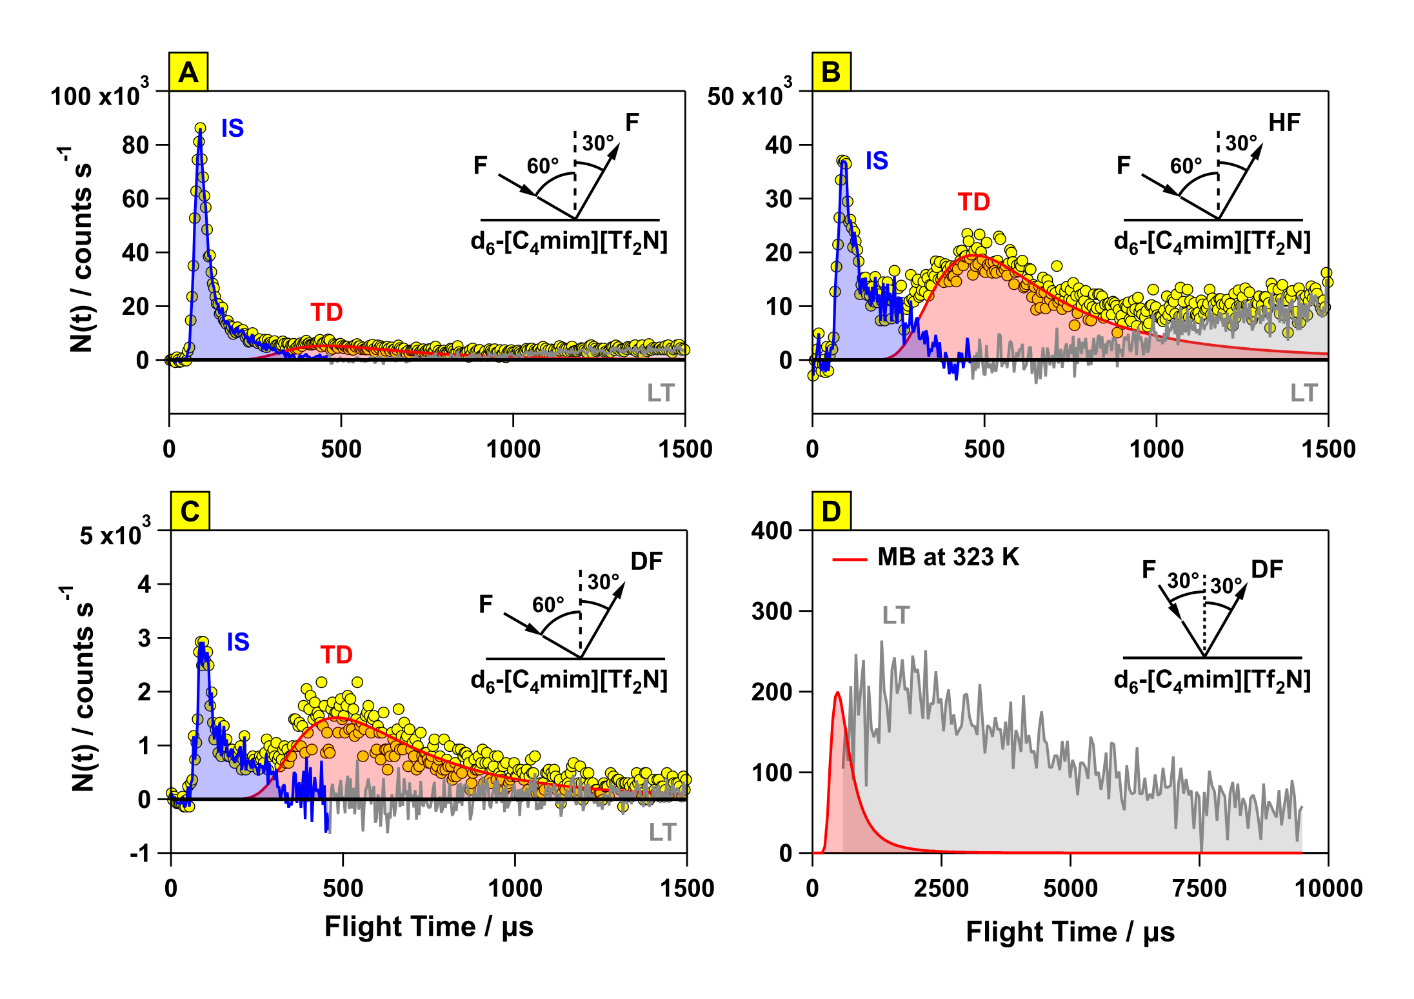 A
100 x10³
80
60
40
20
0
N(t) / counts s⁻¹
IS
TD
LT
F
60°
30°
F
d₆-[C₄mim][Tf₂N]
0
500
1000
1500
B
50 x10³
40
30
20
10
0
IS
TD
LT
F
60°
30°
HF
d₆-[C₄mim][Tf₂N]
0
500
1000
1500
C
5 x10³
4
3
2
1
0
-1
N(t) / counts s⁻¹
IS
TD
LT
F
60°
30°
DF
d₆-[C₄mim][Tf₂N]
0
500
1000
1500
Flight Time / µs
D
400
300
200
100
0
MB at 323 K
LT
F
30°
30°
DF
d₆-[C₄mim][Tf₂N]
0
2500
5000
7500
10000
Flight Time / µs